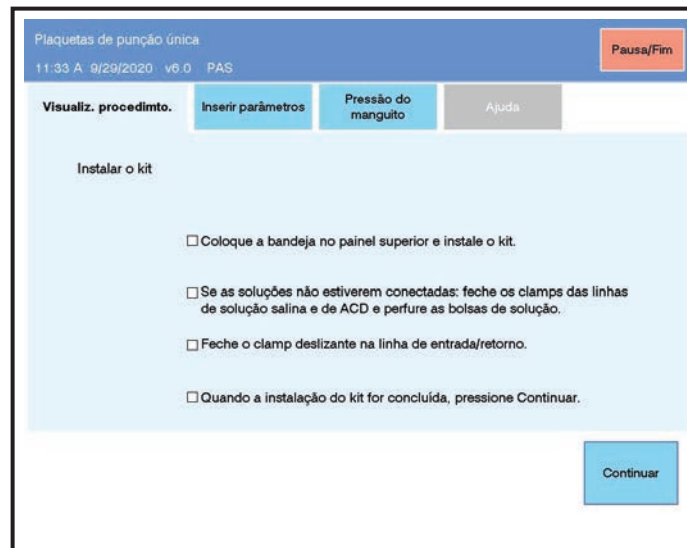 Plaquetas de punção única
Pausa/Fim
11:33 A 9/29/2020 v6.0 PAS
Visualiz. procedimto.
Inserir parâmetros
Pressão do
manguito
Ajuda
Instalar o kit
Coloque a bandeja no painel superior e instale o kit.
Se as soluções não estiverem conectadas: feche os clamps das linhas
de solução salina e de ACD e perfure as bolsas de solução.
Feche o clamp deslizante na linha de entrada/retorno.
Quando a instalação do kit for concluída, pressione Continuar.
Continuar